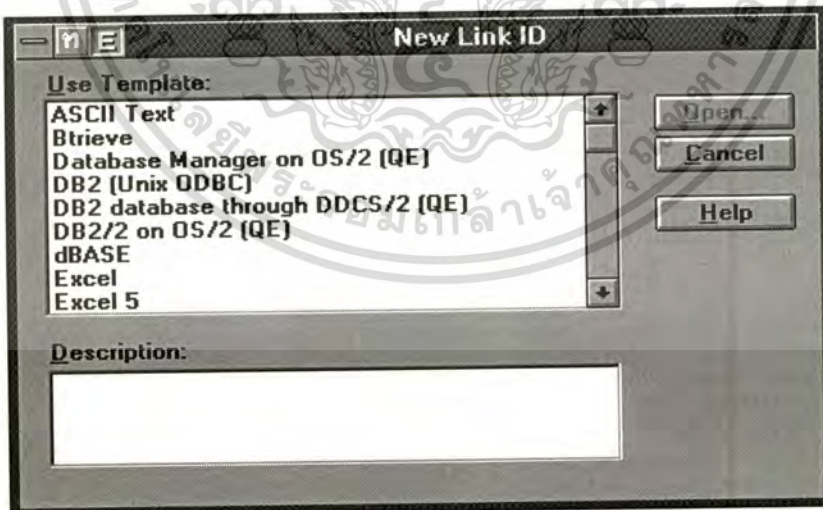 ท E New Link ID
Use Template:
ASCII Text
Btrieve
Database Manager on OS/2 (QE)
DB2 (Unix ODBC)
DB2 database through DDCS/2 (QE)
DB2/2 on OS/2 (QE)
dBASE
Excel
Excel 5
Open...
Cancel
Help
Description: